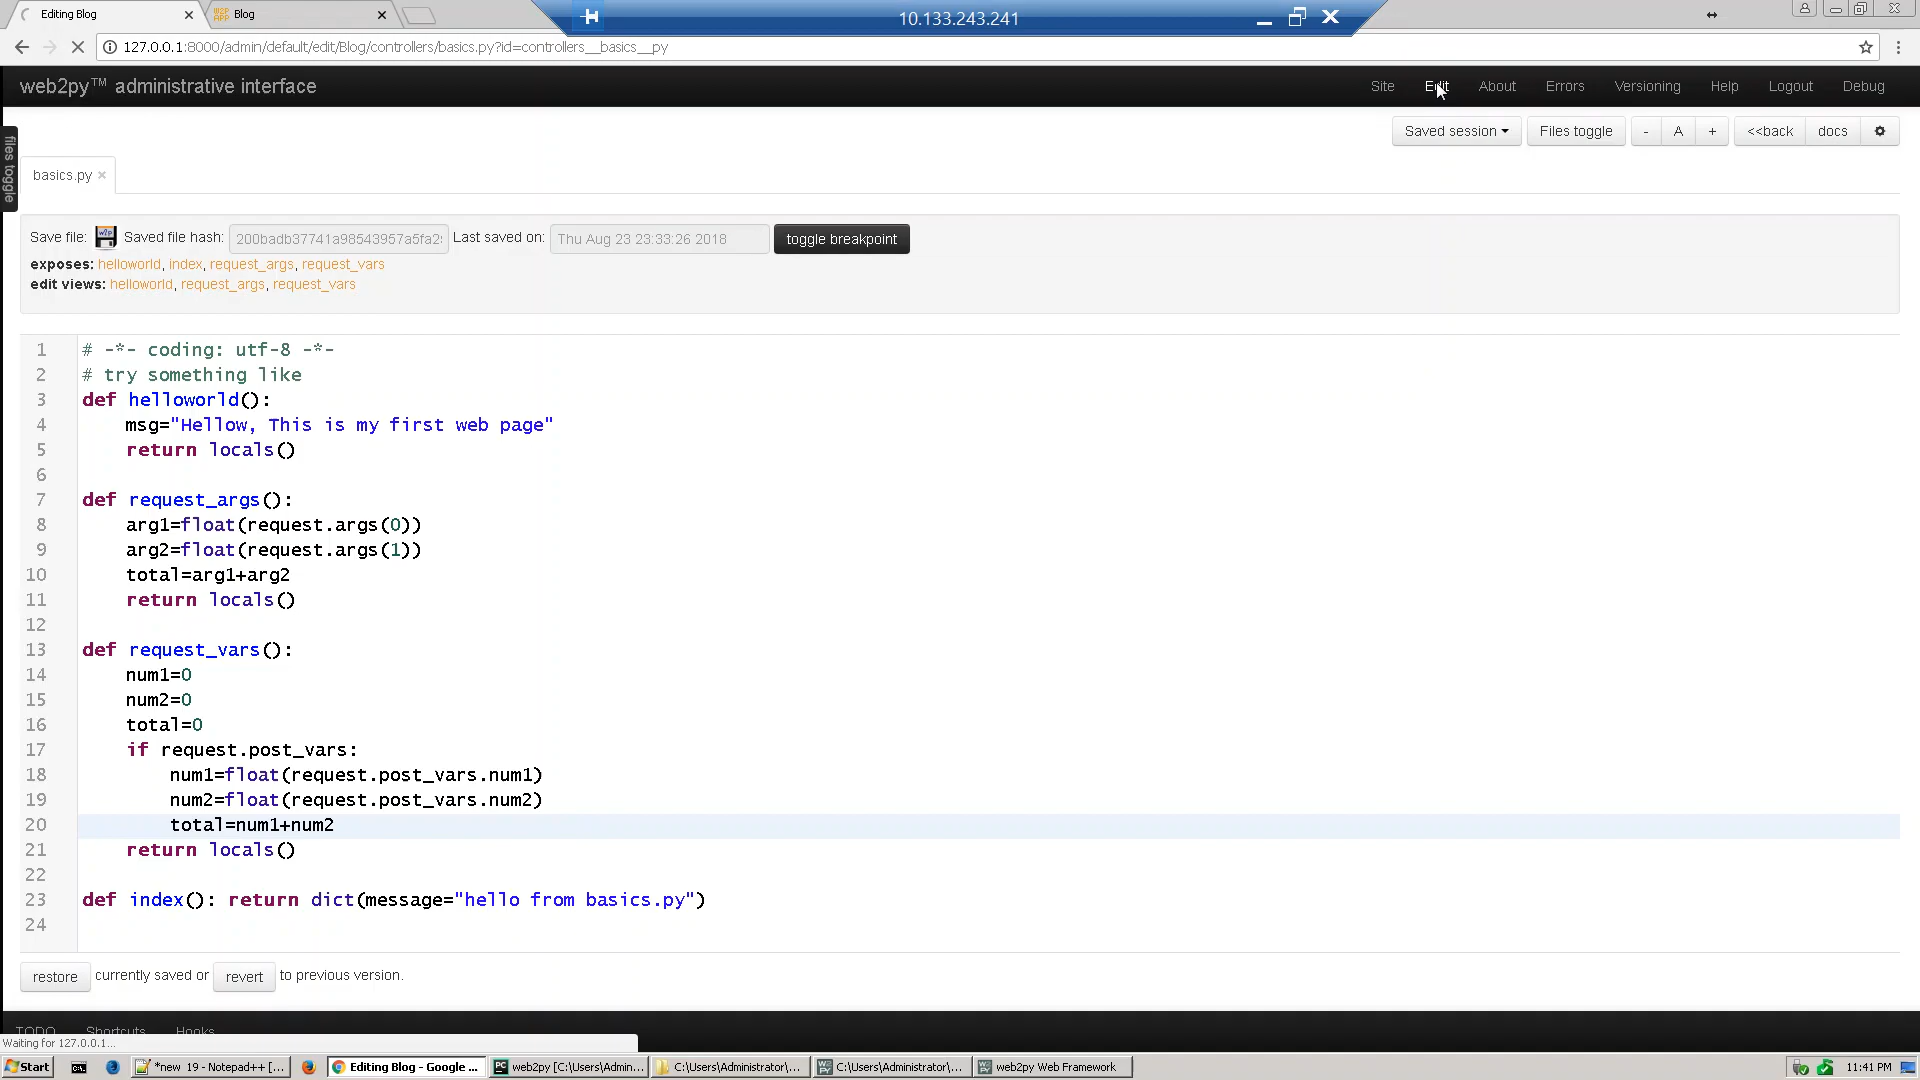 Editing Blog
Blog
10.133.243.241
127.0.0.1:8000/admin/default/edit/Blog/controllers/basics.py?id=controllers__basics__py
web2py™ administrative interface
Site Edit About Errors Versioning Help Logout Debug
files toggle
Saved session Files toggle - A + <<back docs
basics.py
Save file: Saved file hash: 200badb37741a98543957a5fa2 Last saved on: Thu Aug 23 23:33:26 2018 toggle breakpoint
exposes: helloworld, index, request_args, request_vars
edit views: helloworld, request_args, request_vars
1 # -*- coding: utf-8 -*-
2 # try something like
3 def helloworld():
4 msg="Hellow, This is my first web page"
5 return locals()
6
7 def request_args():
8 arg1=float(request.args(0))
9 arg2=float(request.args(1))
10 total=arg1+arg2
11 return locals()
12
13 def request_vars():
14 num1=0
15 num2=0
16 total=0
17 if request.post_vars:
18 num1=float(request.post_vars.num1)
19 num2=float(request.post_vars.num2)
20 total=num1+num2
21 return locals()
22
23 def index(): return dict(message="hello from basics.py")
24
restore currently saved or revert to previous version.
TODO Shortcuts Hooks
Waiting for 127.0.0.1...
Start *new 19 - Notepad++ [... Editing Blog - Google ... web2py [C:\Users\Admin... C:\Users\Administrator\... C:\Users\Administrator\... web2py Web Framework 11:41 PM